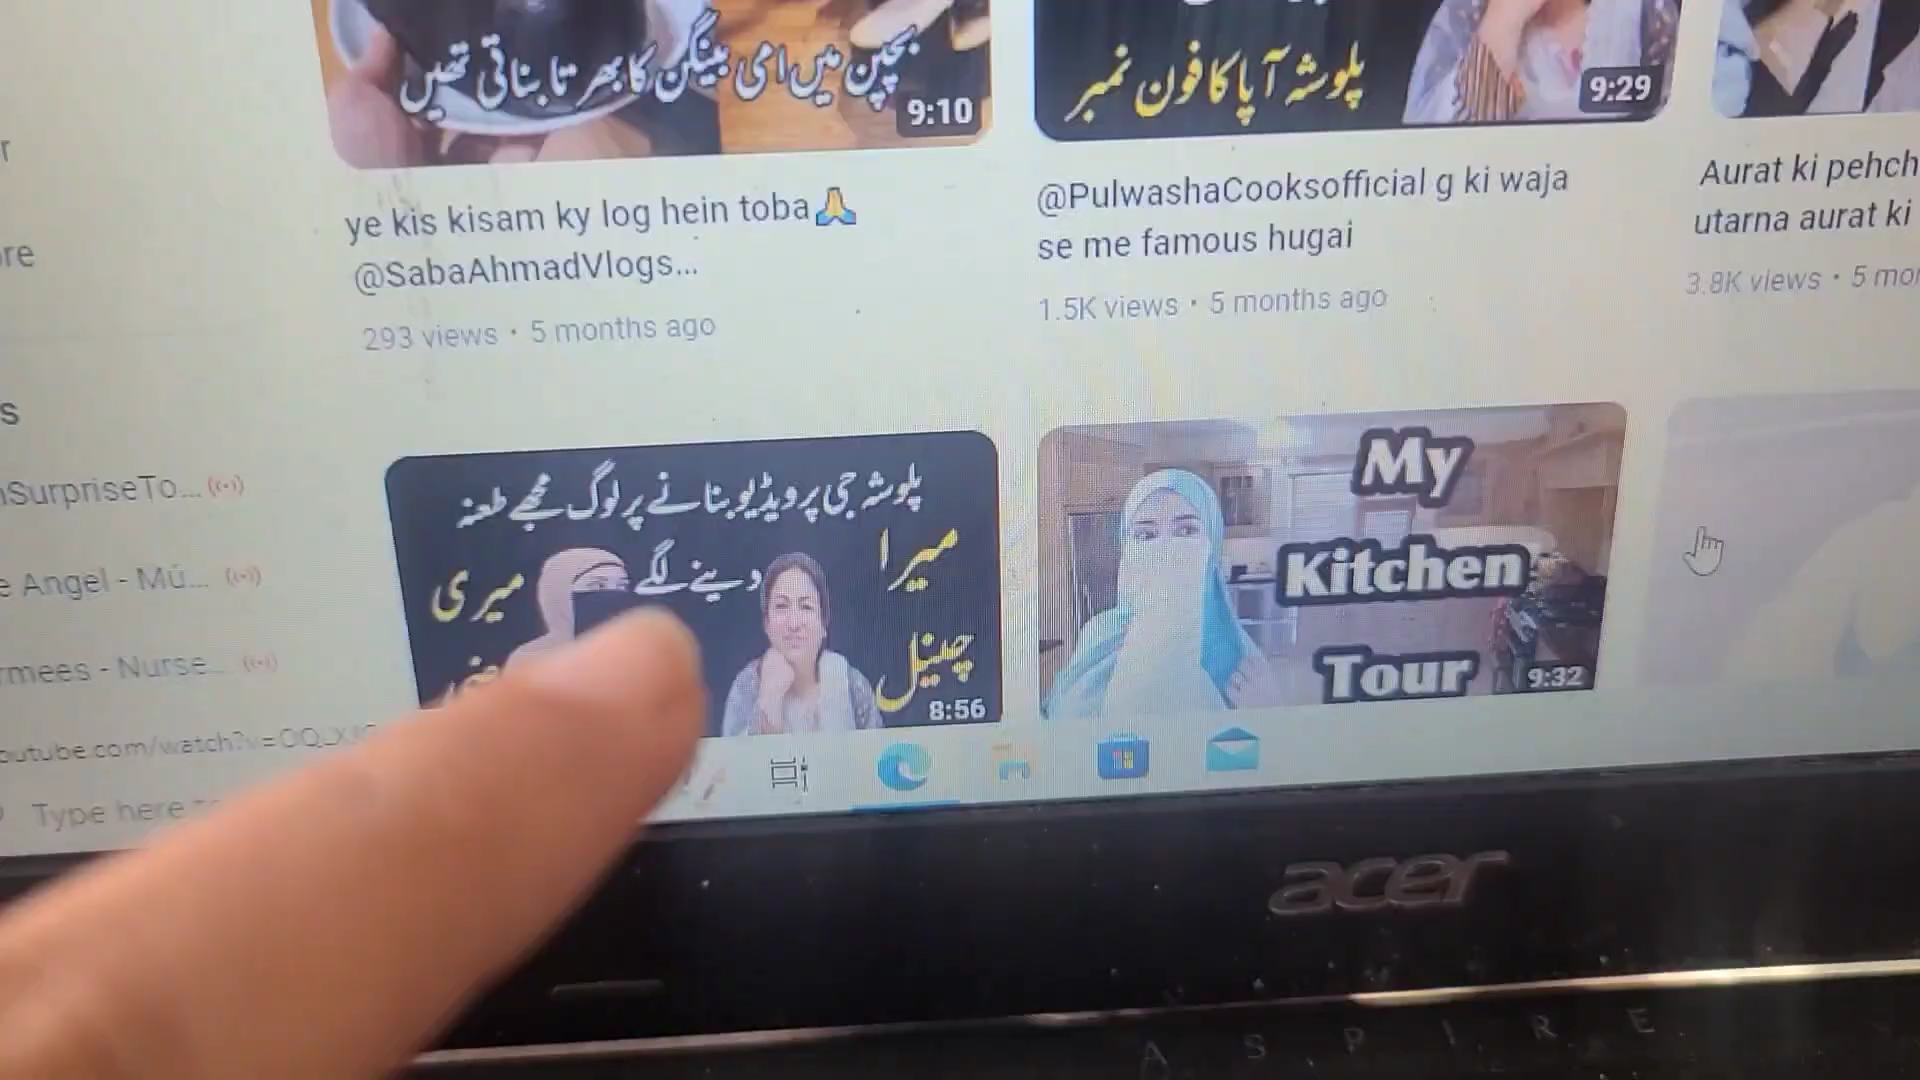 بچپن میں امی بینگن کا بھرتا بناتی تھیں
9:10
پلوشہ آپا کا فون نمبر
9:29
ye kis kisam ky log hein toba🙏
@SabaAhmadVlogs...
293 views • 5 months ago
@PulwashaCooksofficial g ki waja
se me famous hugai
1.5K views • 5 months ago
Aurat ki pehch
utarna aurat ki
3.8K views • 5 mon
r
re
s
SurpriseTo...
e Angel - Mú...
rmees - Nurse...
outube.com/watch?v=
Type here
پلوشہ جی پر ویڈیو بنانے پر لوگ مجھے طعنہ
دینے لگے
میرا
چینل
میری
8:56
My
Kitchen
Tour
9:32
acer
ASPIRE